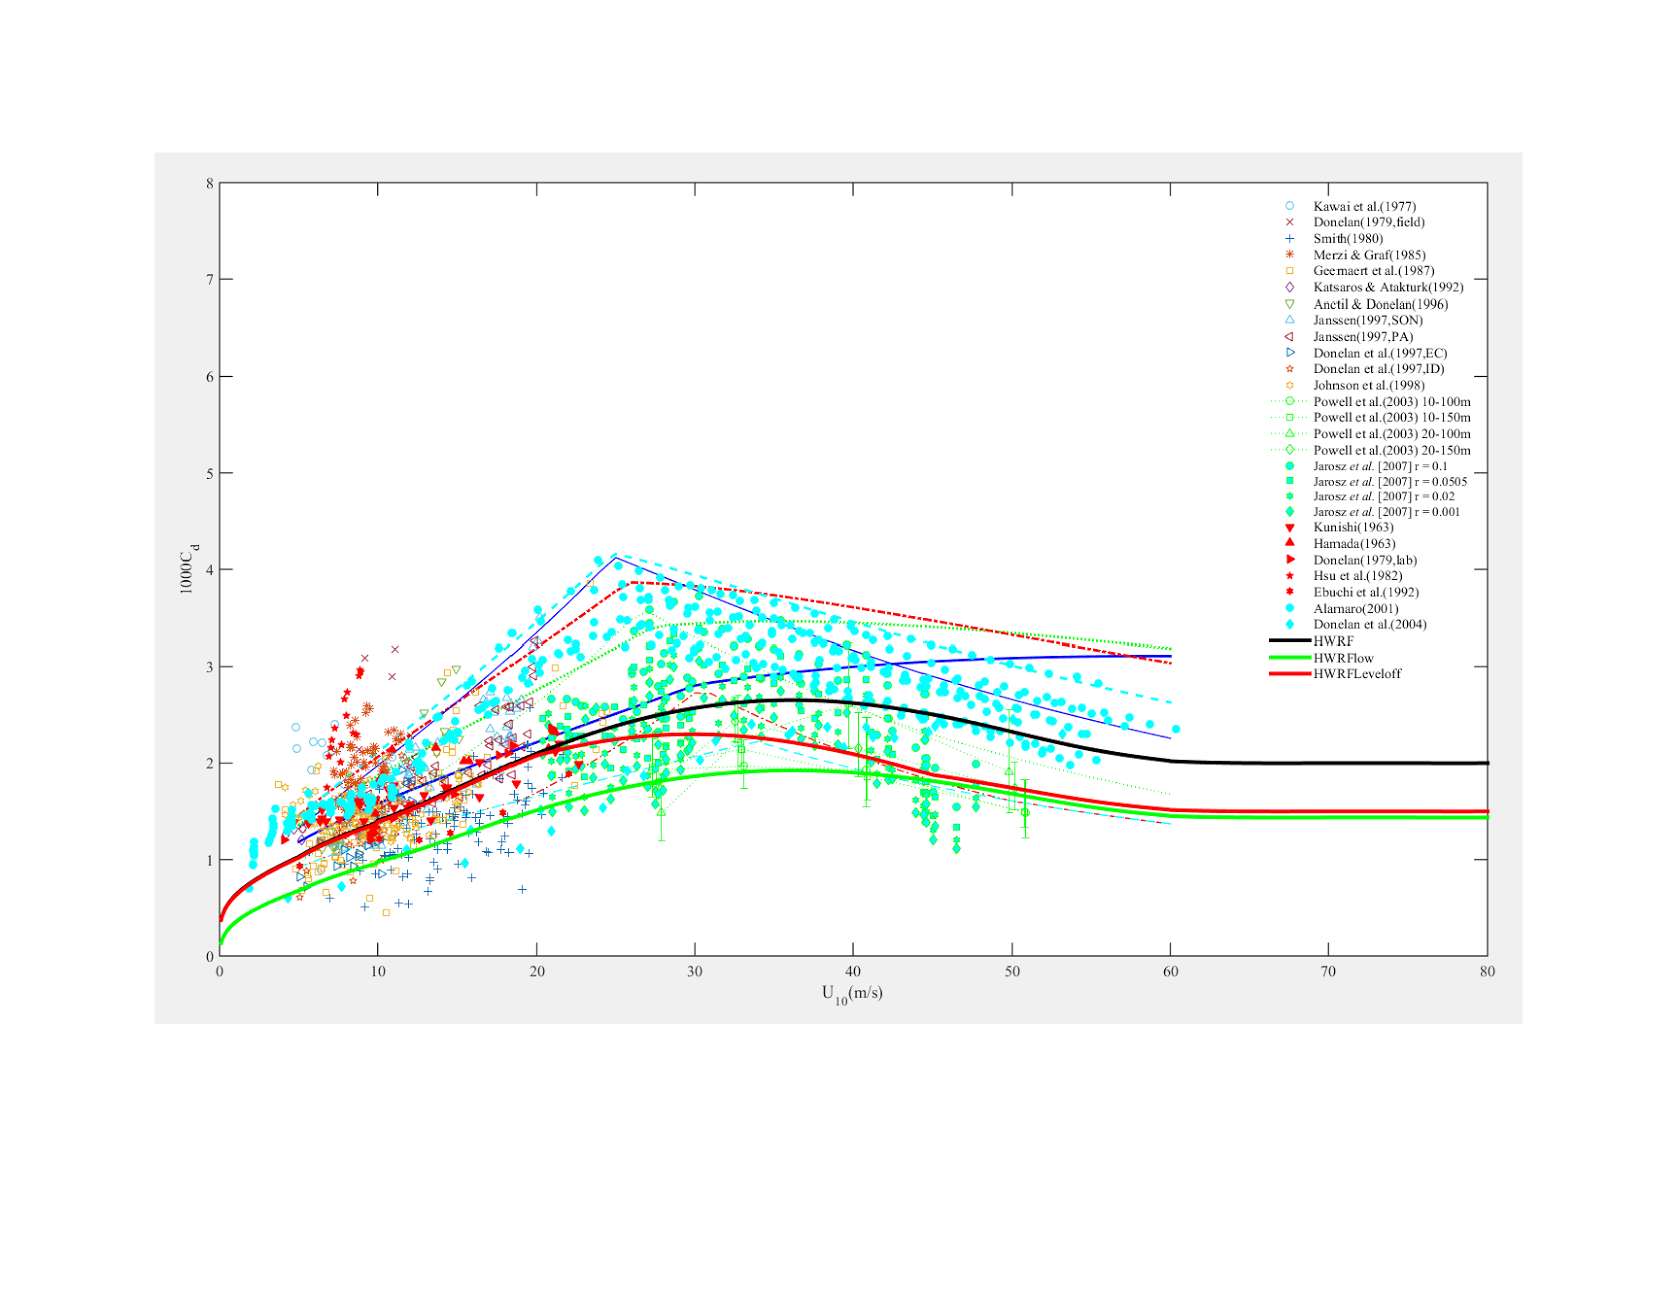 8
7
6
5
4
3
2
1
0
1000Cd
0 10 20 30 40 50 60 70 80
U10(m/s)
Kawai et al.(1977)
Donelan(1979,field)
Smith(1980)
Merzi & Graf(1985)
Geernaert et al.(1987)
Katsaros & Atakturk(1992)
Anctil & Donelan(1996)
Janssen(1997,SON)
Janssen(1997,PA)
Donelan et al.(1997,EC)
Donelan et al.(1997,ID)
Johnson et al.(1998)
Powell et al.(2003) 10-100m
Powell et al.(2003) 10-150m
Powell et al.(2003) 20-100m
Powell et al.(2003) 20-150m
Jarosz et al. [2007] r = 0.1
Jarosz et al. [2007] r = 0.0505
Jarosz et al. [2007] r = 0.02
Jarosz et al. [2007] r = 0.001
Kunishi(1963)
Hamada(1963)
Donelan(1979,lab)
Hsu et al.(1982)
Ebuchi et al.(1992)
Alamaro(2001)
Donelan et al.(2004)
HWRF
HWRFlow
HWRFLeveloff